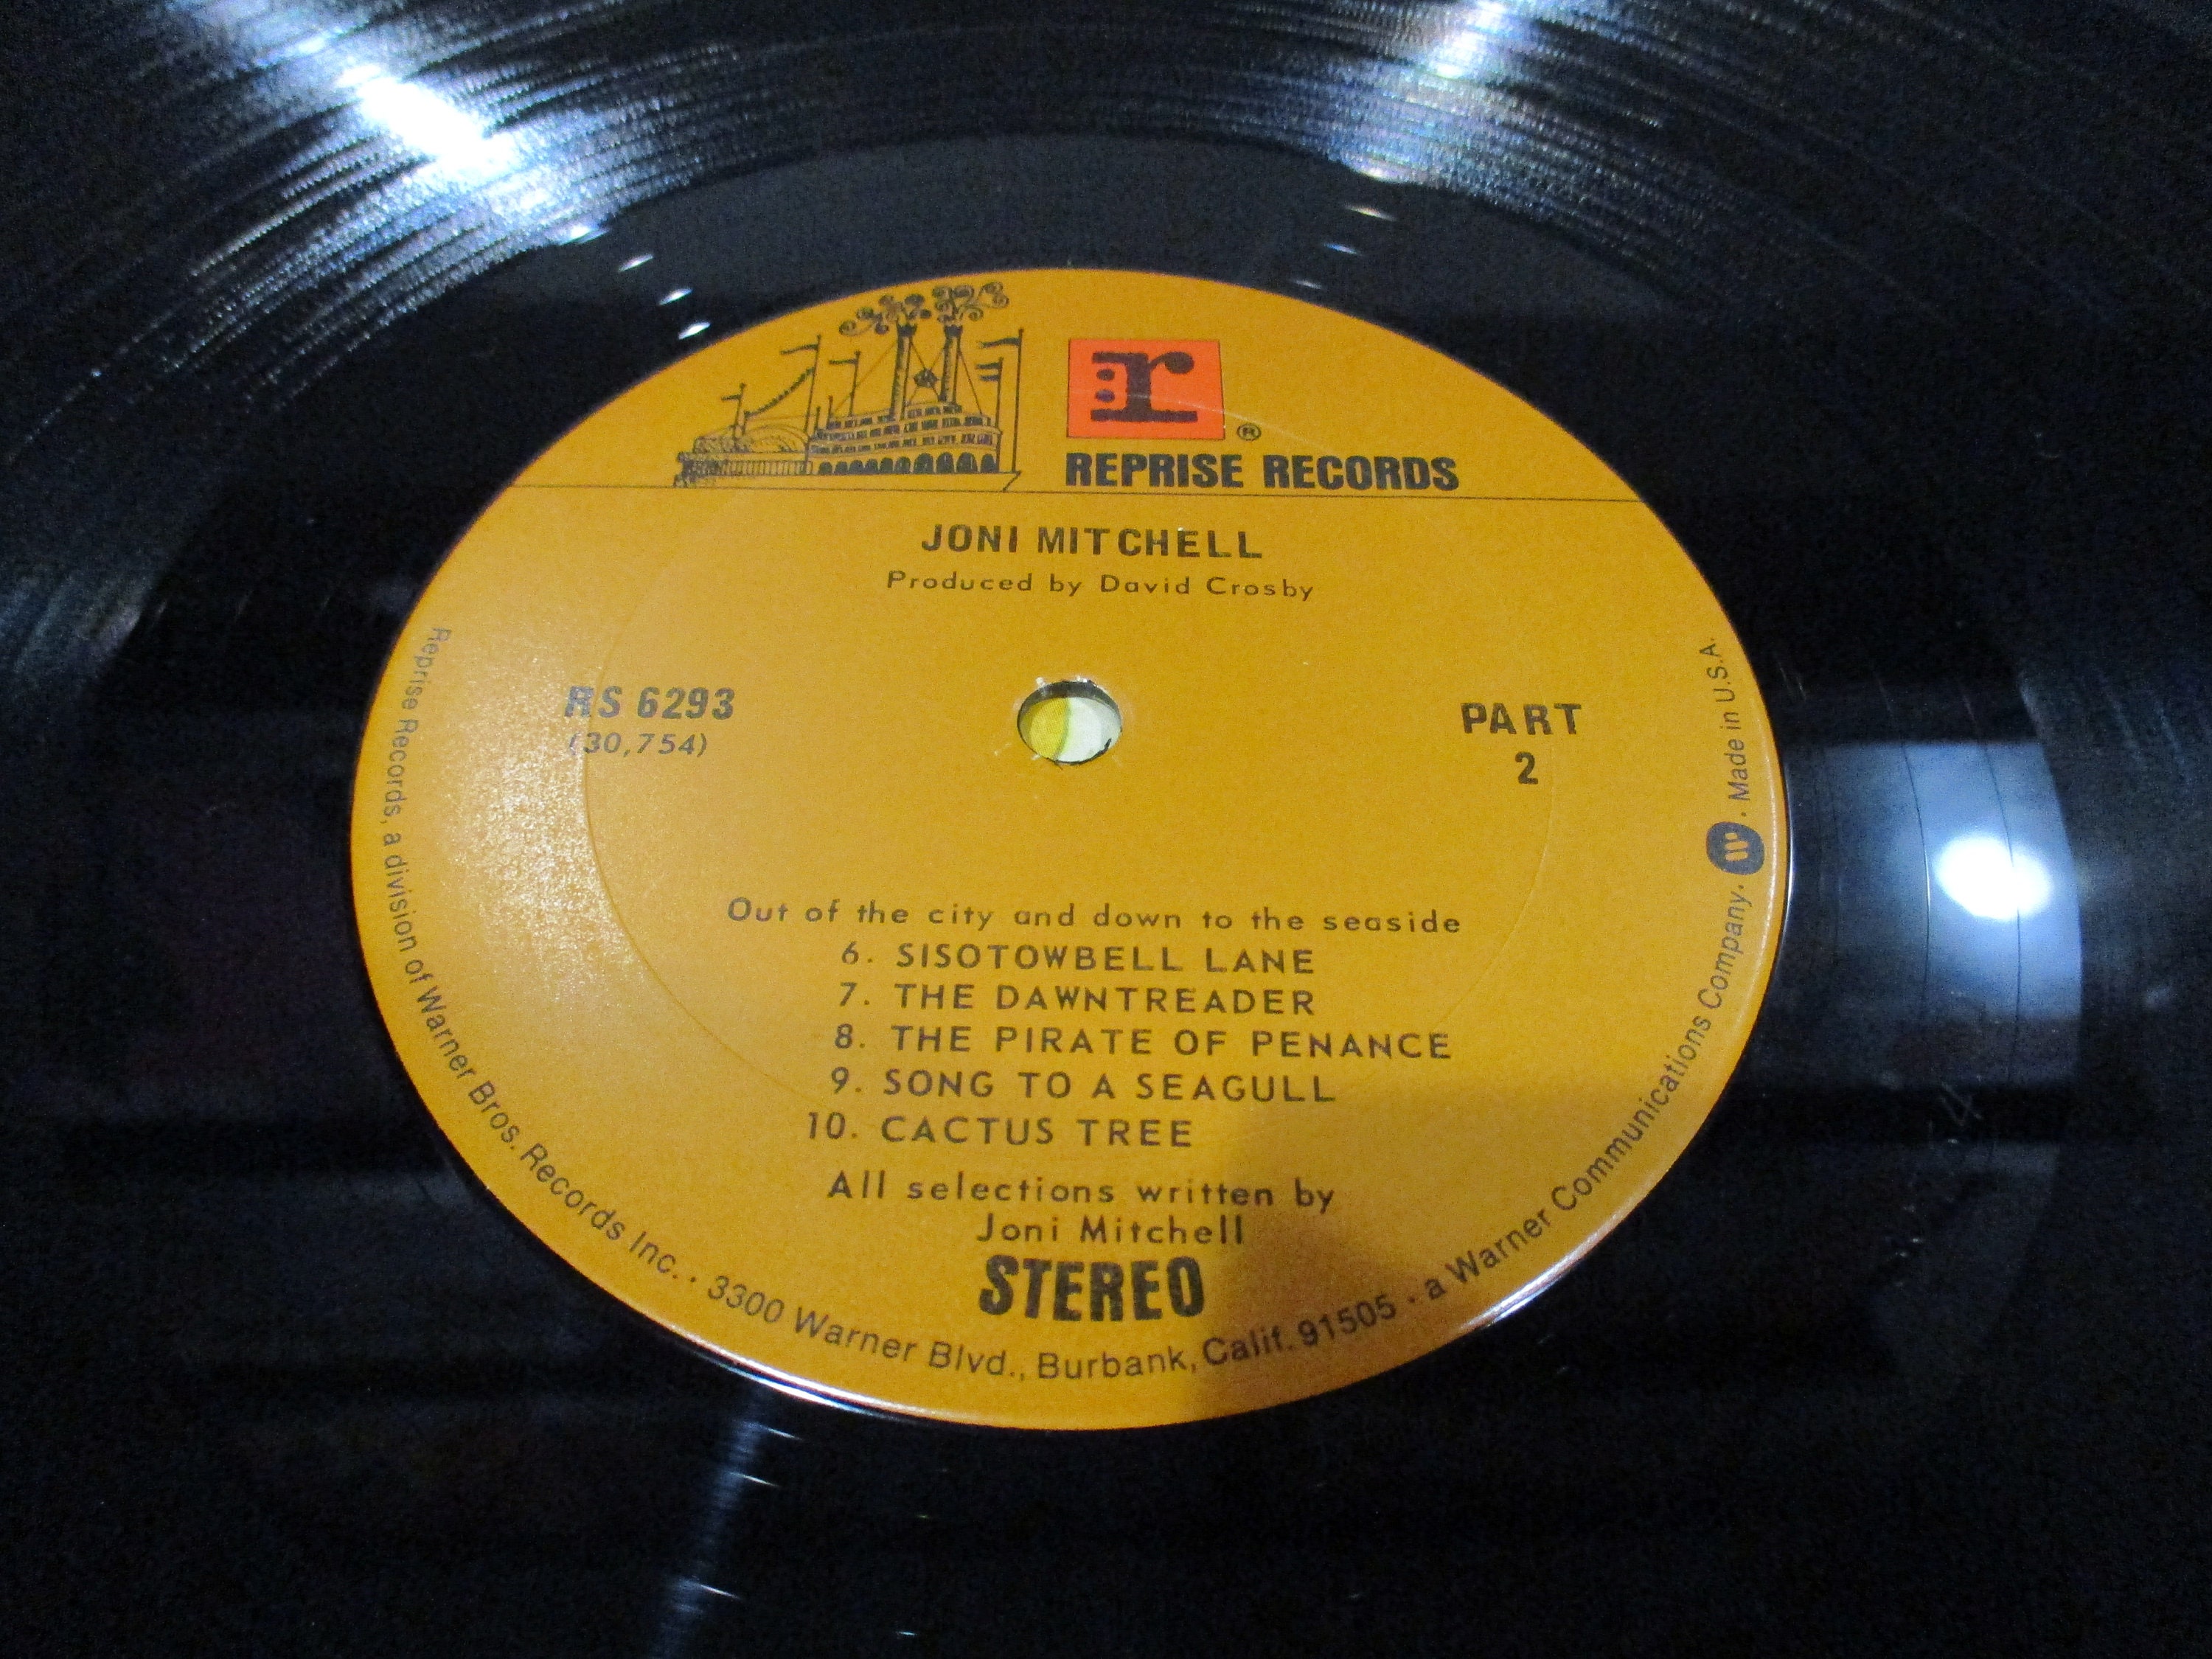 r
®
REPRISE RECORDS
JONI MITCHELL
Produced by David Crosby
RS 6293
(30,754)
PART
2
Out of the city and down to the seaside
6. SISOTOWBELL LANE
7. THE DAWNTREADER
8. THE PIRATE OF PENANCE
9. SONG TO A SEAGULL
10. CACTUS TREE
All selections written by
Joni Mitchell
STEREO
Reprise Records, a division of Warner Bros. Records Inc. · 3300 Warner Blvd., Burbank, Calif. 91505 · a Warner Communications Company. W . Made in U.S.A.